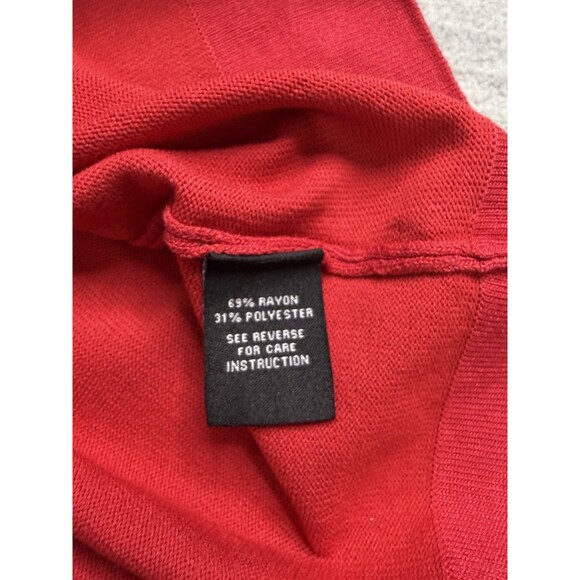 69% RAYON
31% POLYESTER
SEE REVERSE
FOR CARE
INSTRUCTION